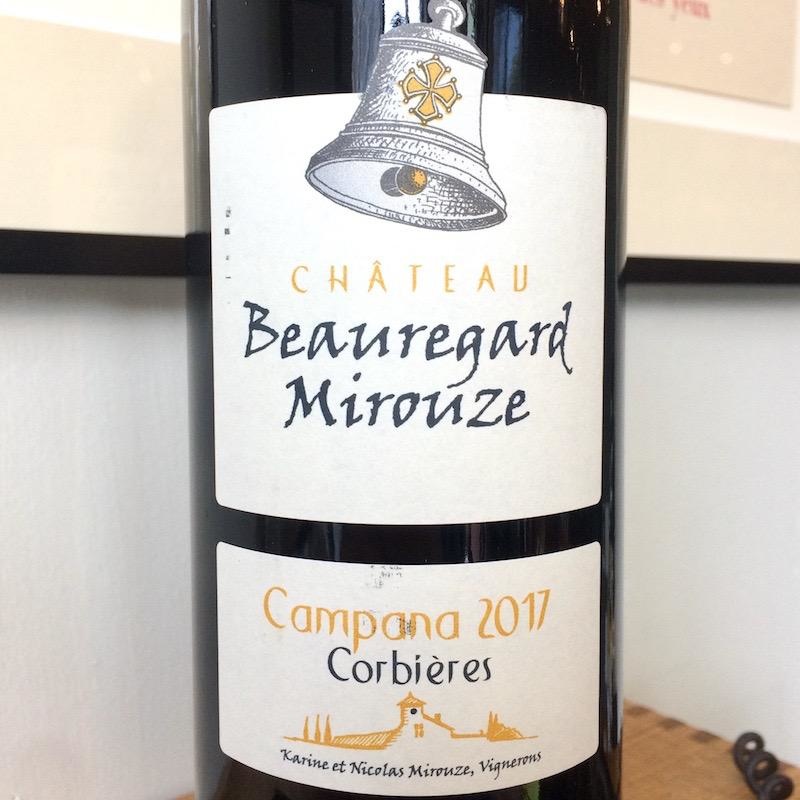 CHÂTEAU
Beauregard
Mirouze
Campana 2017
Corbières
Karine et Nicolas Mirouze, Vignerons